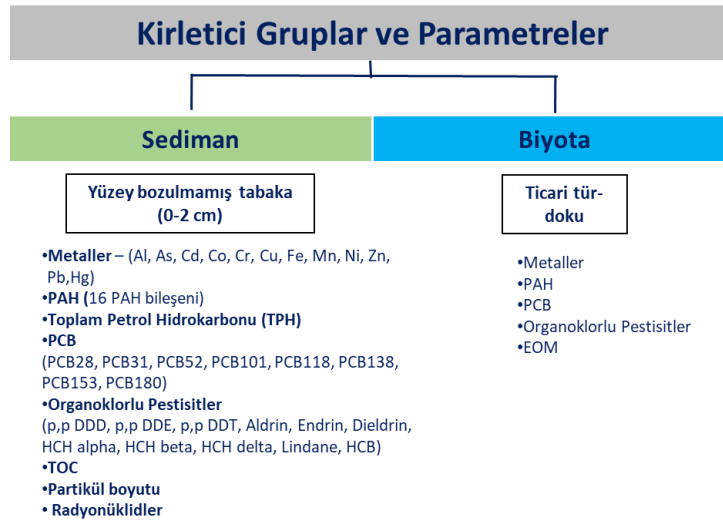 Kirletici Gruplar ve Parametreler
Sediman
Biyota
Yüzey bozulmamış tabaka
(0-2 cm)
•Metaller – (Al, As, Cd, Co, Cr, Cu, Fe, Mn, Ni, Zn,
Pb,Hg)
•PAH (16 PAH bileşeni)
•Toplam Petrol Hidrokarbonu (TPH)
•PCB
(PCB28, PCB31, PCB52, PCB101, PCB118, PCB138,
PCB153, PCB180)
•Organoklorlu Pestisitler
(p,p DDD, p,p DDE, p,p DDT, Aldrin, Endrin, Dieldrin,
HCH alpha, HCH beta, HCH delta, Lindane, HCB)
•TOC
•Partikül boyutu
• Radyonüklidler
Ticari tür-
doku
•Metaller
•PAH
•PCB
•Organoklorlu Pestisitler
•EOM